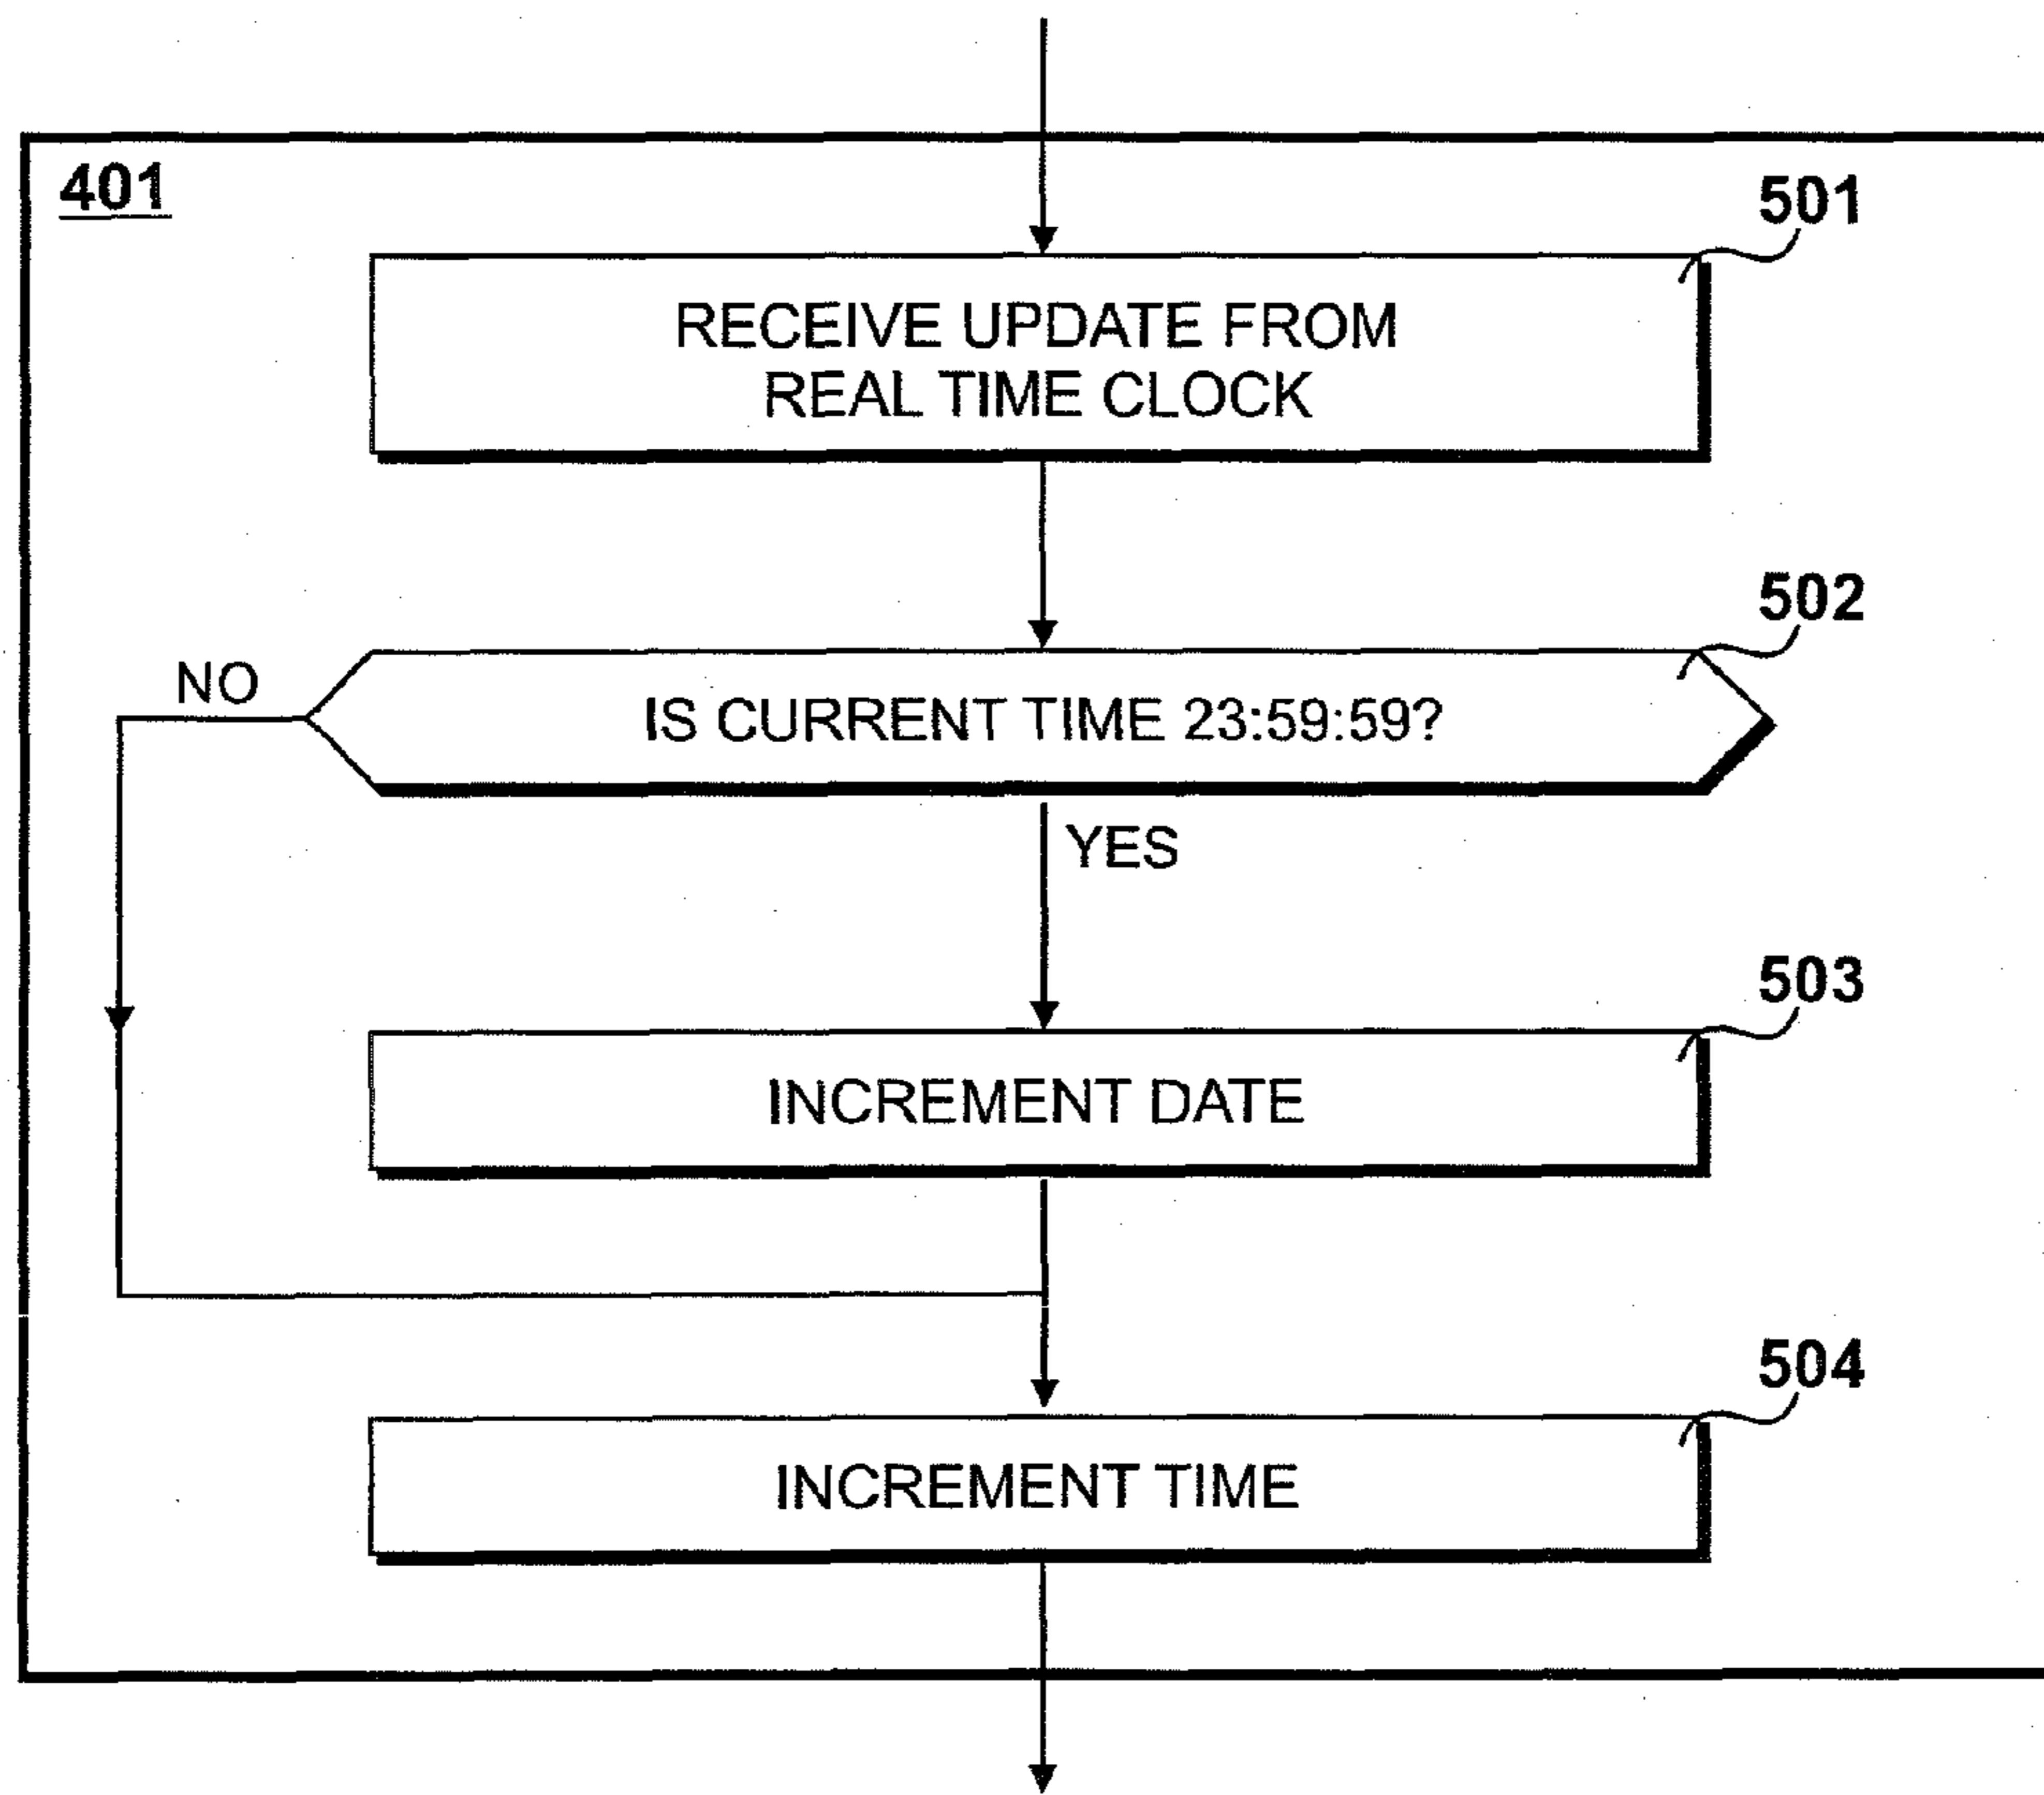 401
501
RECEIVE UPDATE FROM
REAL TIME CLOCK
502
NO
IS CURRENT TIME 23:59:59?
YES
503
INCREMENT DATE
504
INCREMENT TIME